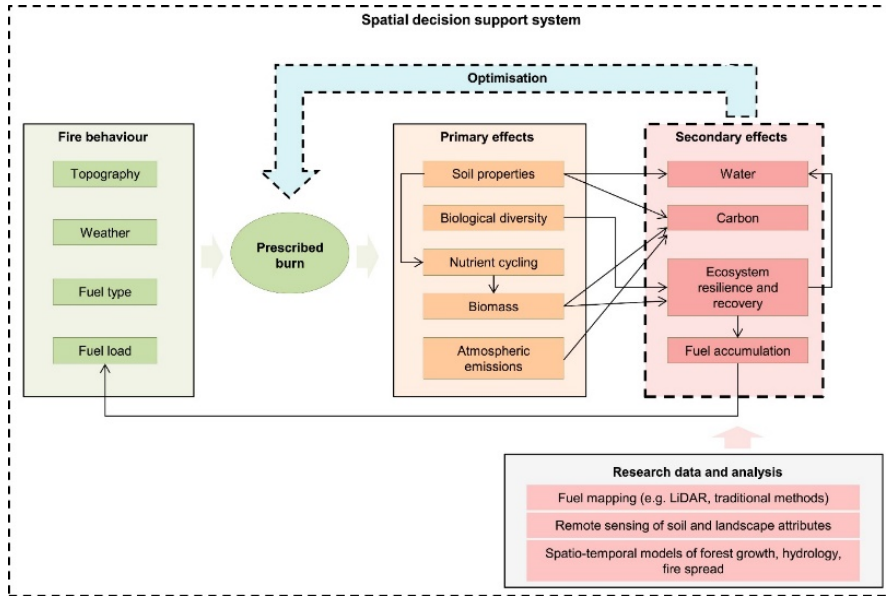 Spatial decision support system
Optimisation
Fire behaviour
Topography
Weather
Fuel type
Fuel load
Prescribed
burn
Primary effects
Soil properties
Biological diversity
Nutrient cycling
Biomass
Atmospheric
emissions
Secondary effects
Water
Carbon
Ecosystem
resilience and
recovery
Fuel accumulation
Research data and analysis
Fuel mapping (e.g. LiDAR, traditional methods)
Remote sensing of soil and landscape attributes
Spatio-temporal models of forest growth, hydrology,
fire spread